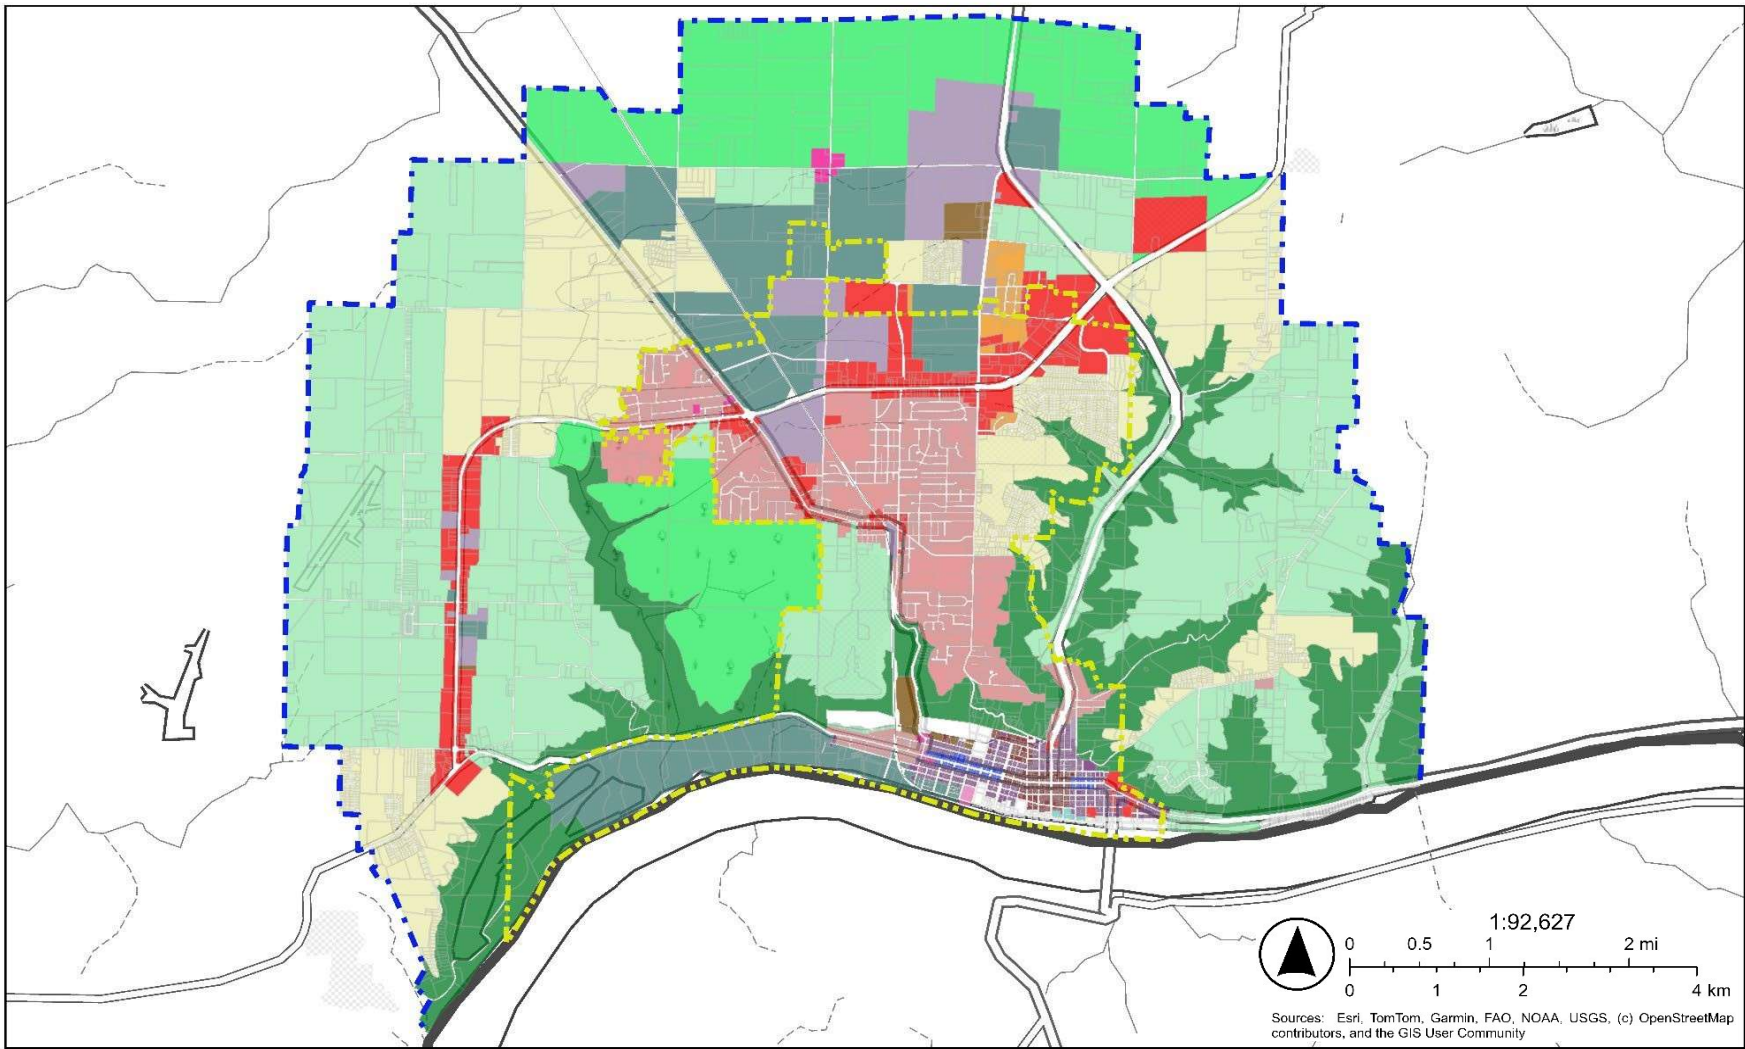 1:92,627
0 0.5 1 2 mi
0 1 2 4 km
Sources: Esri, TomTom, Garmin, FAO, NOAA, USGS, (c) OpenStreetMap
contributors, and the GIS User Community